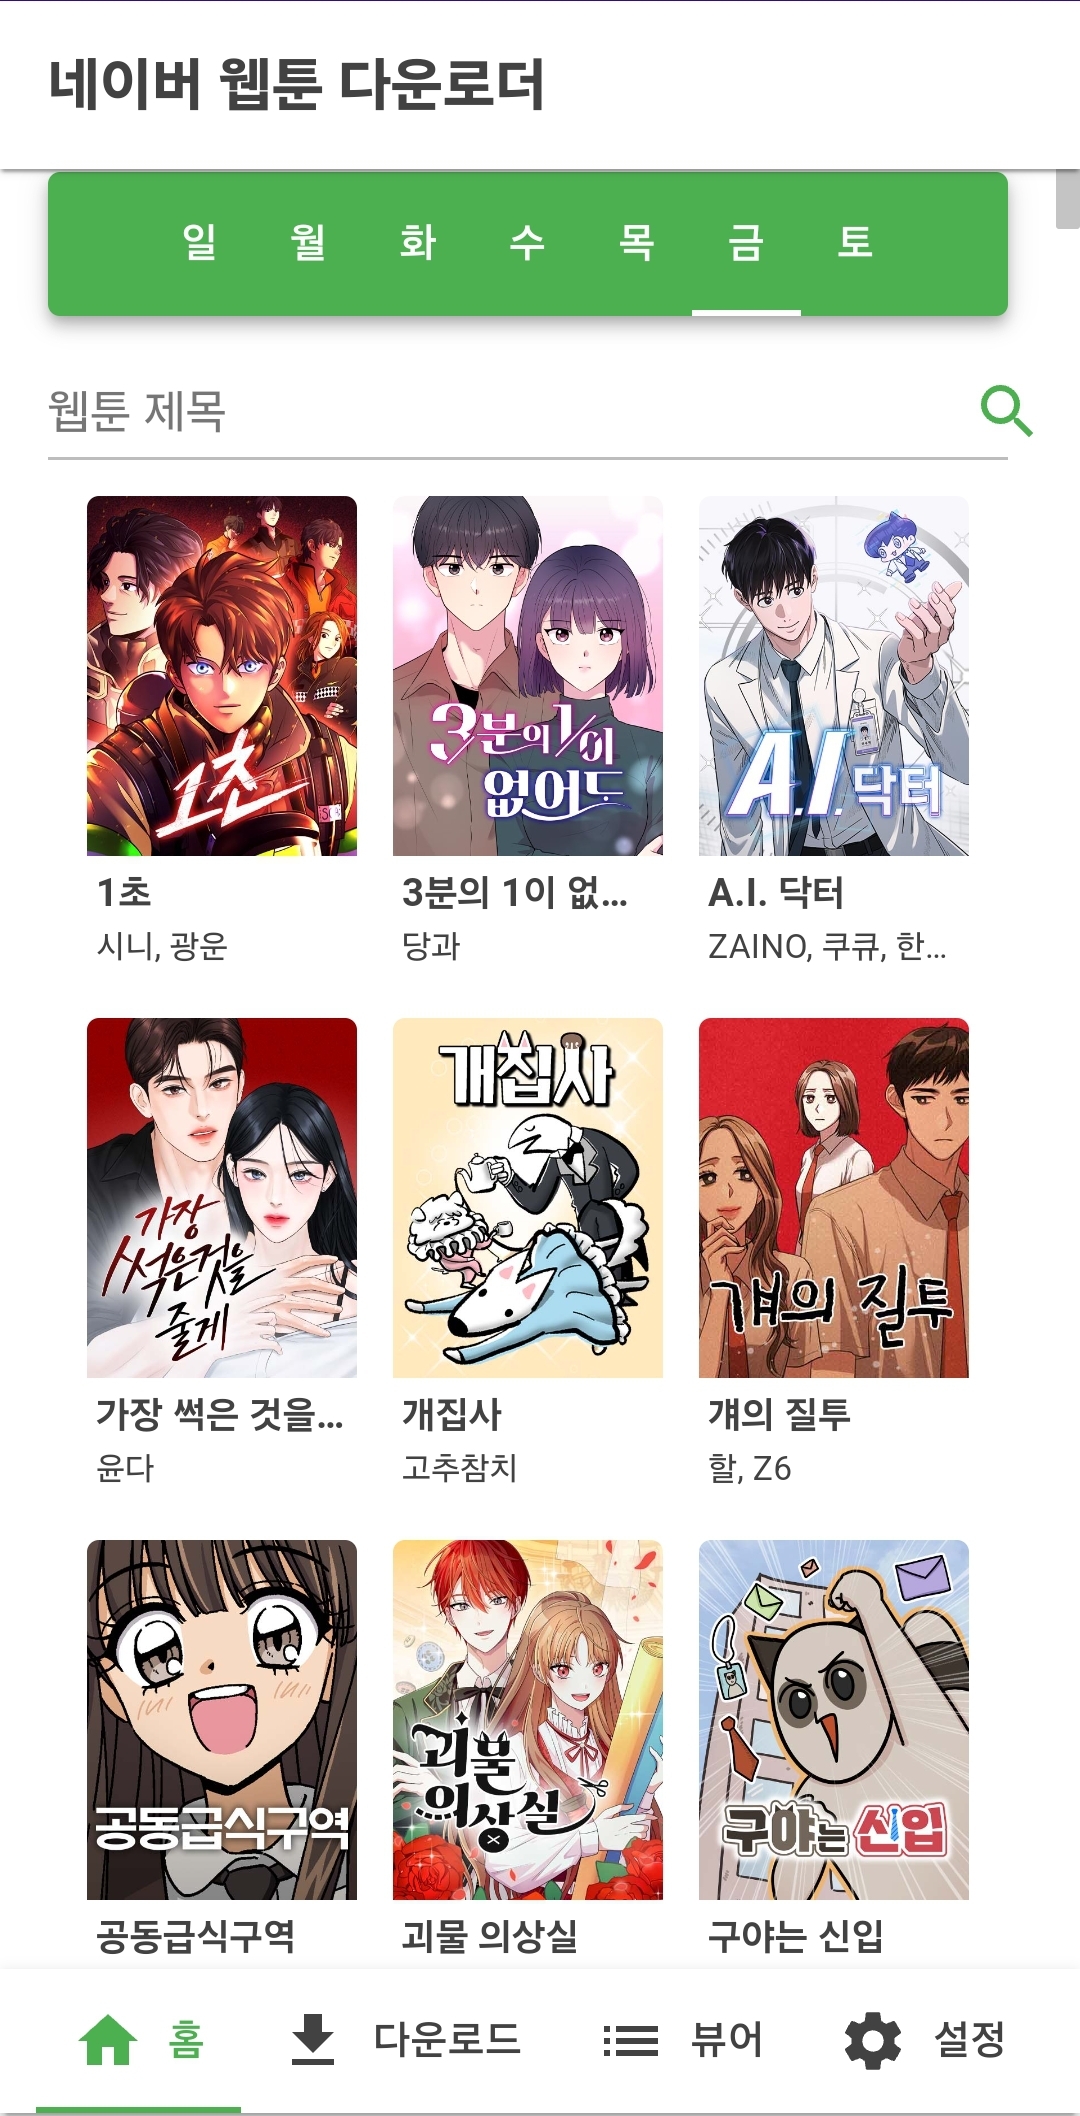 네이버 웹툰 다운로더
일 월 화 수 목 금 토
웹툰 제목
1초
3분의 1이
없어도
A.I. 닥터
1초
3분의 1이 없...
A.I. 닥터
시니, 광운
당과
ZAINO, 쿠큐, 한...
가장
썩은것을
줄게
개집사
걔의 질투
가장 썩은 것을...
개집사
걔의 질투
윤다
고추참치
할, Z6
공동급식구역
괴물
의상실
구야는 신입
공동급식구역
괴물 의상실
구야는 신입
홈
다운로드
뷰어
설정